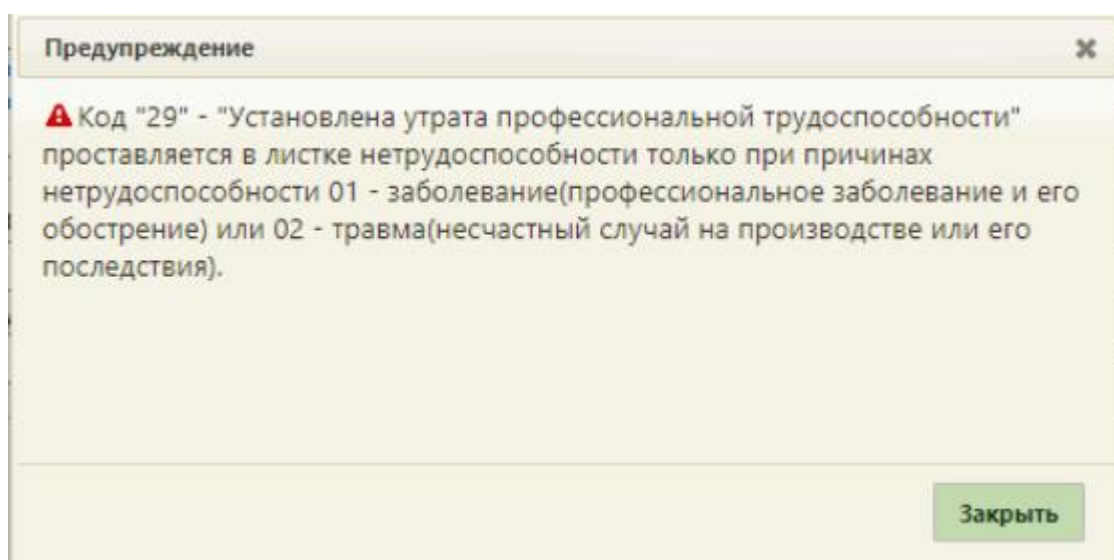 Предупреждение
Код "29" - "Установлена утрата профессиональной трудоспособности"
проставляется в листке нетрудоспособности только при причинах
нетрудоспособности 01 - заболевание(профессиональное заболевание и его
обострение) или 02 - травма(несчастный случай на производстве или его
последствия).
Закрыть